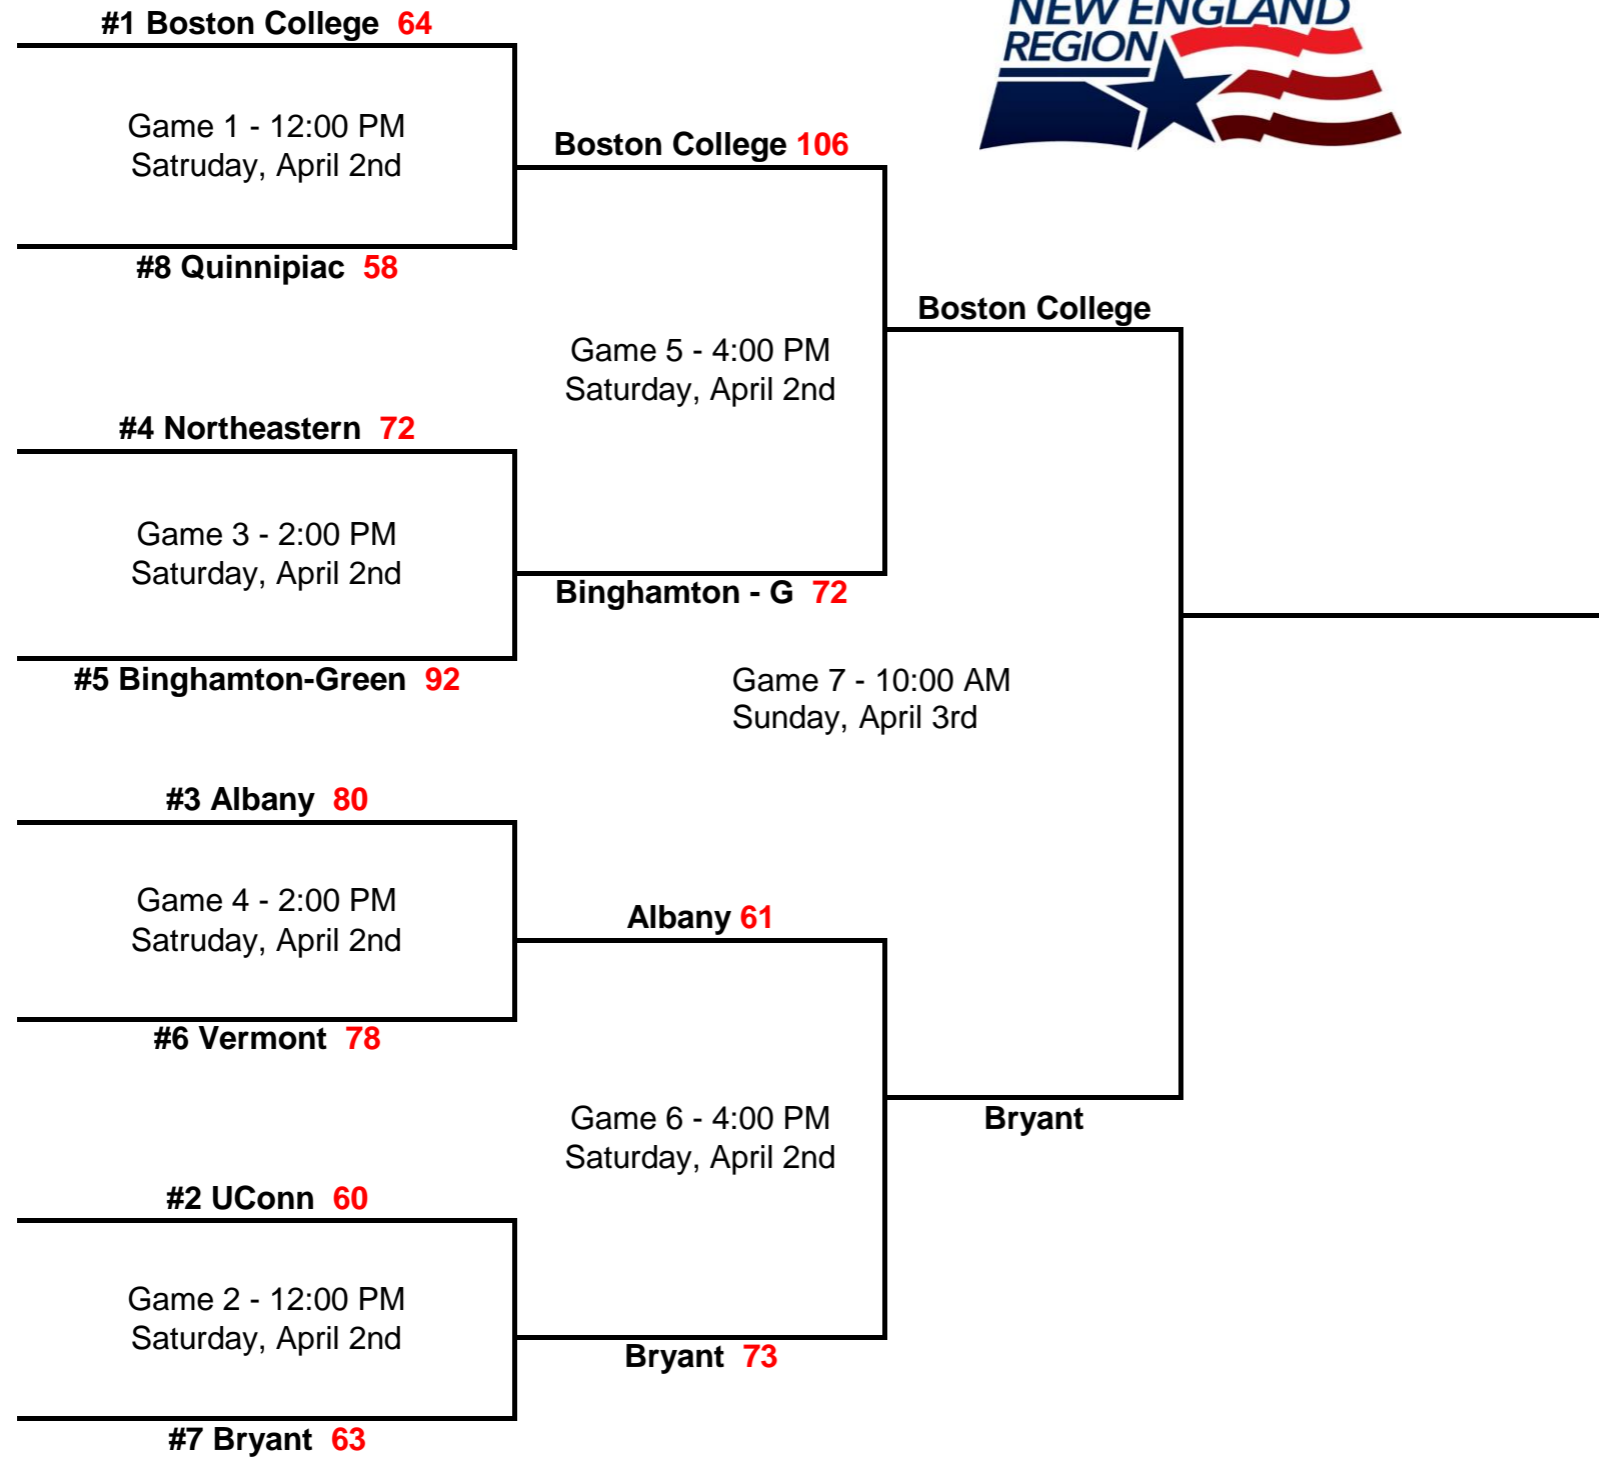 NEW ENGLAND
REGION
#1 Boston College 64
Game 1 - 12:00 PM
Satruday, April 2nd
#8 Quinnipiac 58
Boston College 106
Game 5 - 4:00 PM
Saturday, April 2nd
Binghamton - G 72
#4 Northeastern 72
Game 3 - 2:00 PM
Saturday, April 2nd
#5 Binghamton-Green 92
Boston College
Game 7 - 10:00 AM
Sunday, April 3rd
Bryant
#3 Albany 80
Game 4 - 2:00 PM
Satruday, April 2nd
#6 Vermont 78
Albany 61
Game 6 - 4:00 PM
Saturday, April 2nd
Bryant 73
#2 UConn 60
Game 2 - 12:00 PM
Saturday, April 2nd
#7 Bryant 63